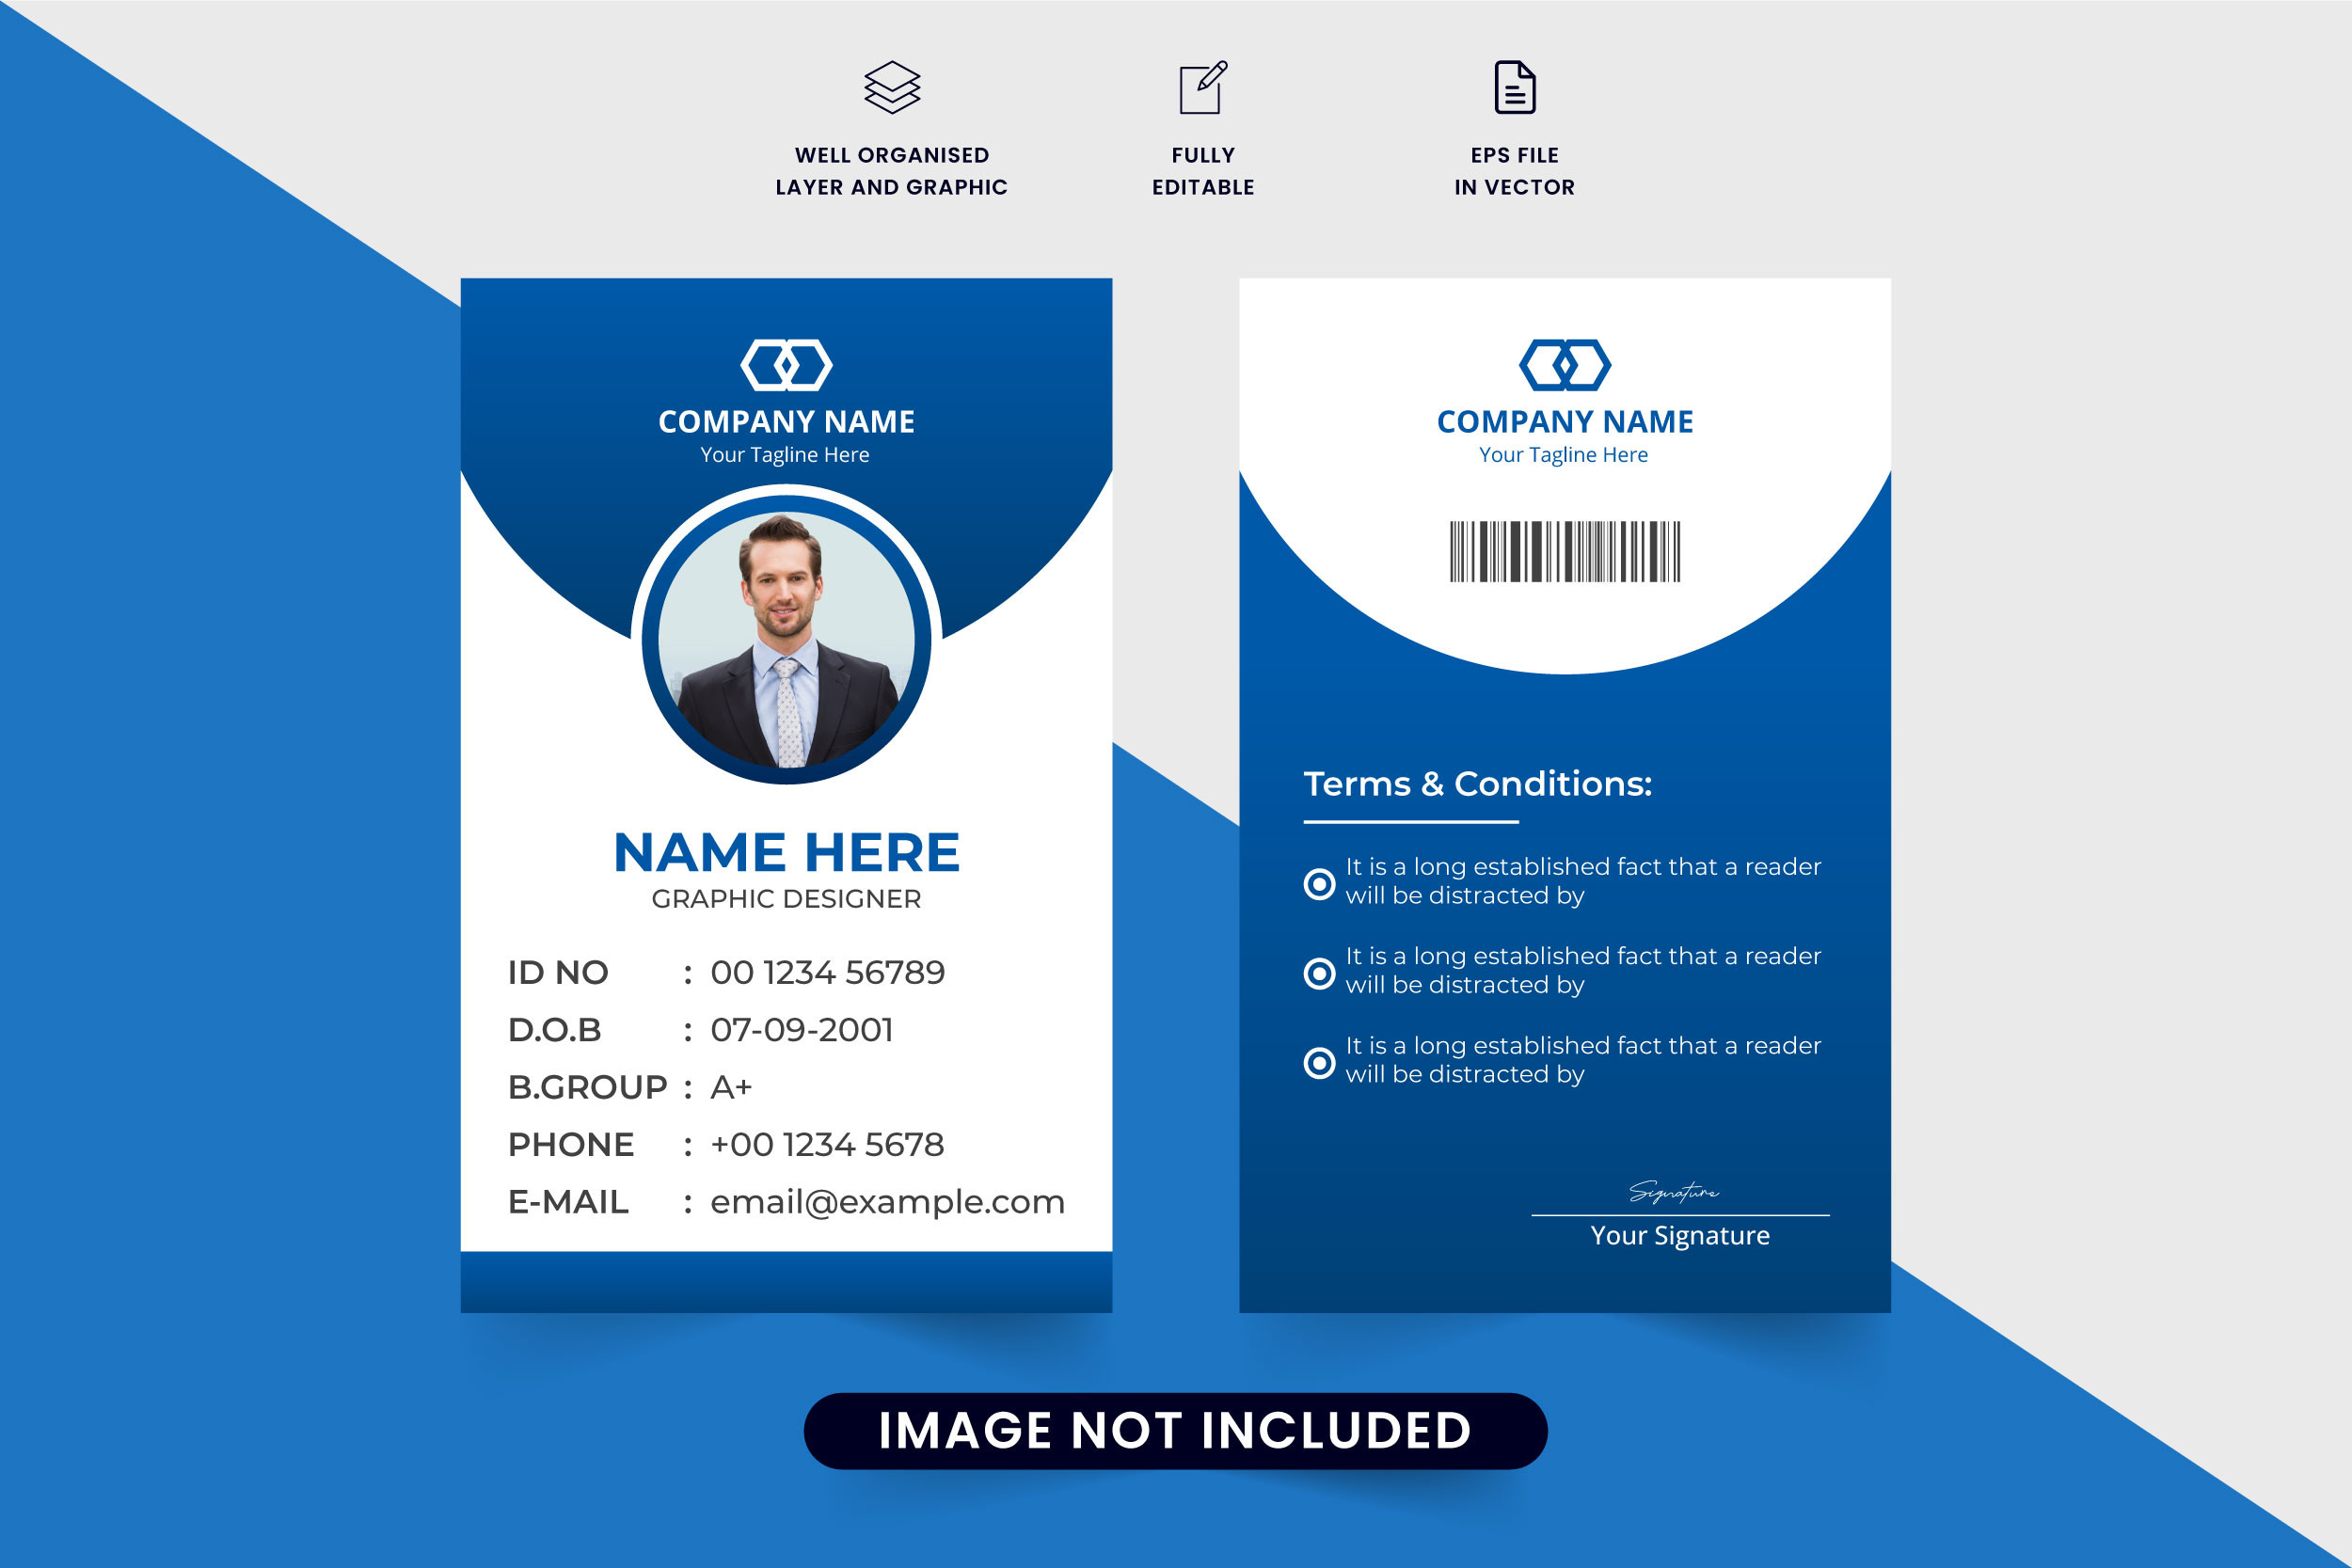 WELL ORGANISED
LAYER AND GRAPHIC
FULLY
EDITABLE
EPS FILE
IN VECTOR
COMPANY NAME
Your Tagline Here
NAME HERE
GRAPHIC DESIGNER
ID NO : 00 1234 56789
D.O.B : 07-09-2001
B.GROUP : A+
PHONE : +00 1234 5678
E-MAIL : email@example.com
COMPANY NAME
Your Tagline Here
Terms & Conditions:
It is a long established fact that a reader
will be distracted by
It is a long established fact that a reader
will be distracted by
It is a long established fact that a reader
will be distracted by
Signature
Your Signature
IMAGE NOT INCLUDED